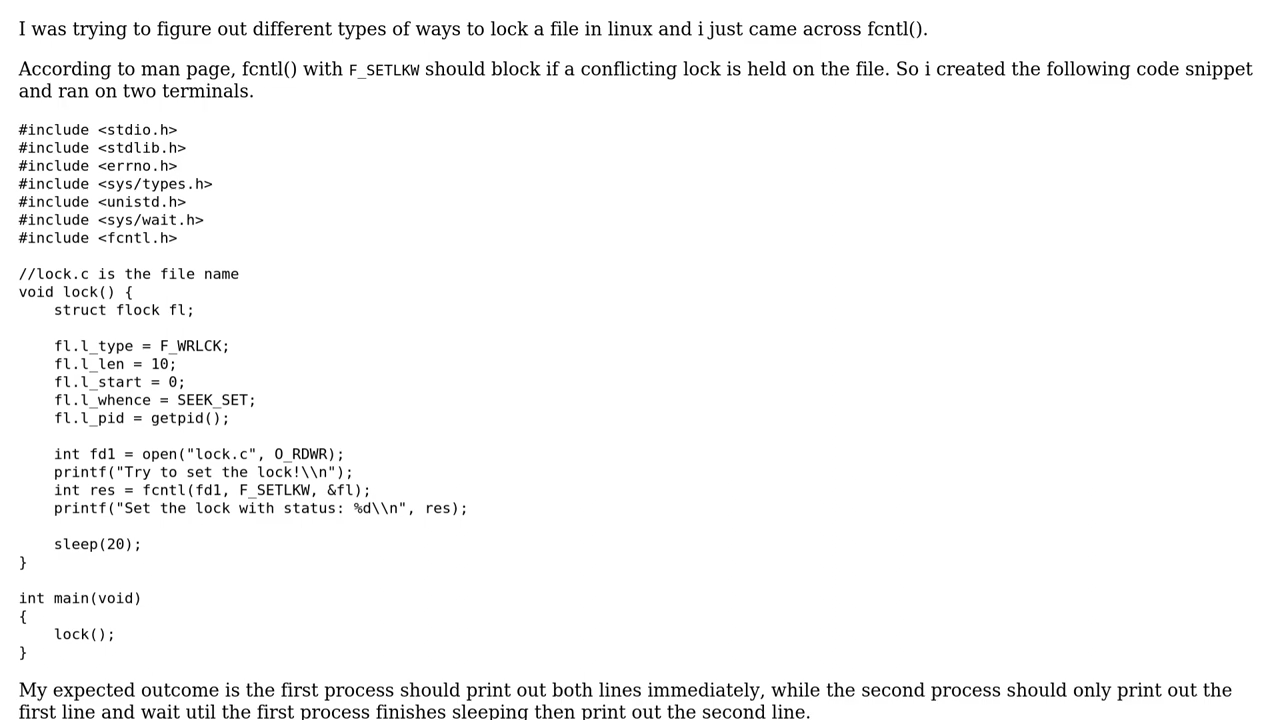 I was trying to figure out different types of ways to lock a file in linux and i just came across fcntl().
According to man page, fcntl() with F_SETLKW should block if a conflicting lock is held on the file. So i created the following code snippet
and ran on two terminals.
#include <stdio.h>
#include <stdlib.h>
#include <errno.h>
#include <sys/types.h>
#include <unistd.h>
#include <sys/wait.h>
#include <fcntl.h>
//lock.c is the file name
void lock() {
    struct flock fl;
    fl.l_type = F_WRLCK;
    fl.l_len = 10;
    fl.l_start = 0;
    fl.l_whence = SEEK_SET;
    fl.l_pid = getpid();
    int fd1 = open("lock.c", O_RDWR);
    printf("Try to set the lock!\\n");
    int res = fcntl(fd1, F_SETLKW, &fl);
    printf("Set the lock with status: %d\\n", res);
    sleep(20);
}
int main(void)
{
    lock();
}
My expected outcome is the first process should print out both lines immediately, while the second process should only print out the
first line and wait util the first process finishes sleeping then print out the second line.